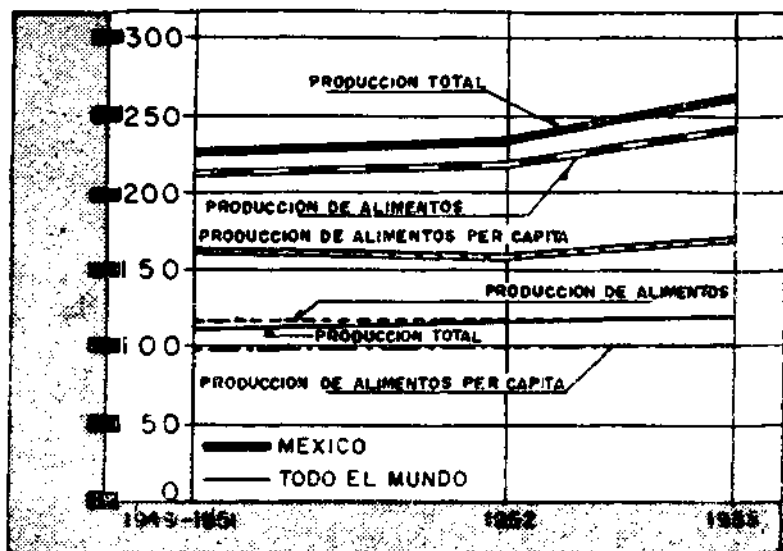 300
PRODUCCION TOTAL
250
200
PRODUCCION DE ALIMENTOS
PRODUCCION DE ALIMENTOS PER CAPITA
150
PRODUCCION DE ALIMENTOS
PRODUCCION TOTAL
100
PRODUCCION DE ALIMENTOS PER CAPITA
50
MEXICO
TODO EL MUNDO
0
1952